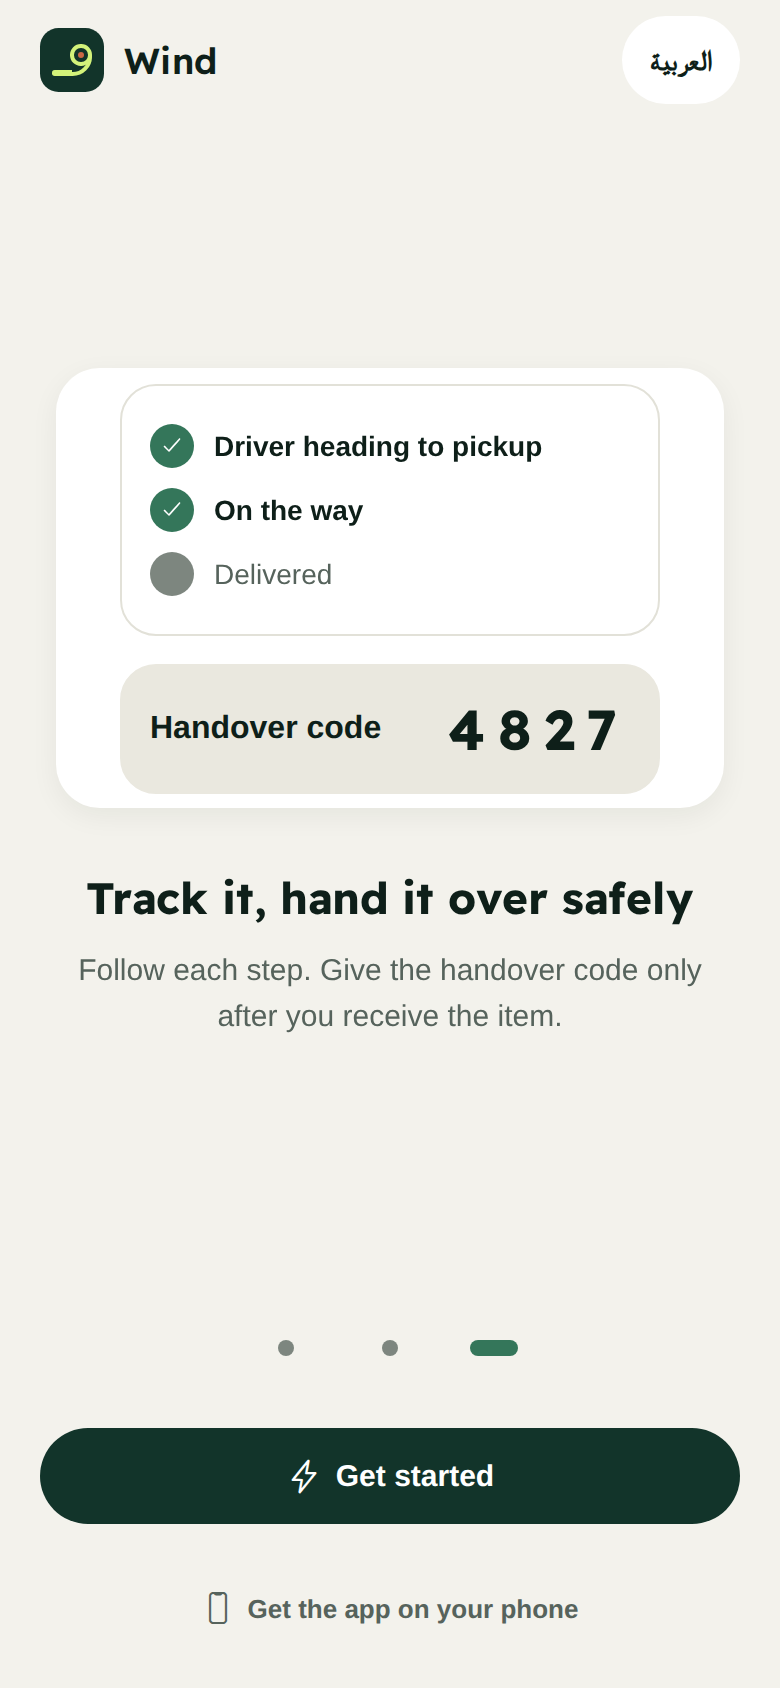 Wind
العربية
Driver heading to pickup
On the way
Delivered
Handover code
4827
Track it, hand it over safely
Follow each step. Give the handover code only
after you receive the item.
Get started
Get the app on your phone